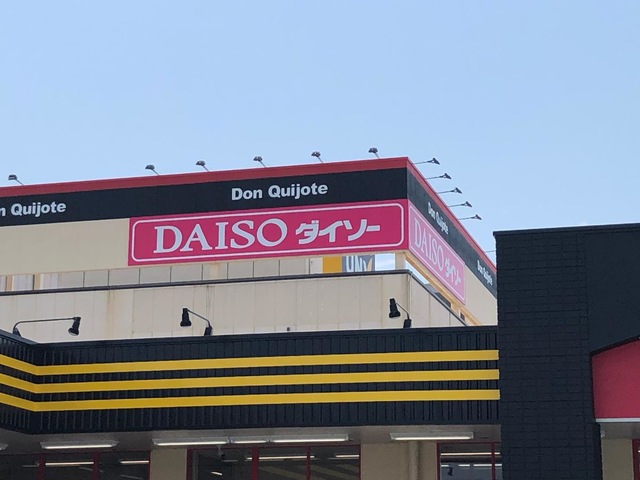 n Quijote
Don Quijote
Don Quijote
Don
DAISO ダイソー
DAISO ダイソー
UNY